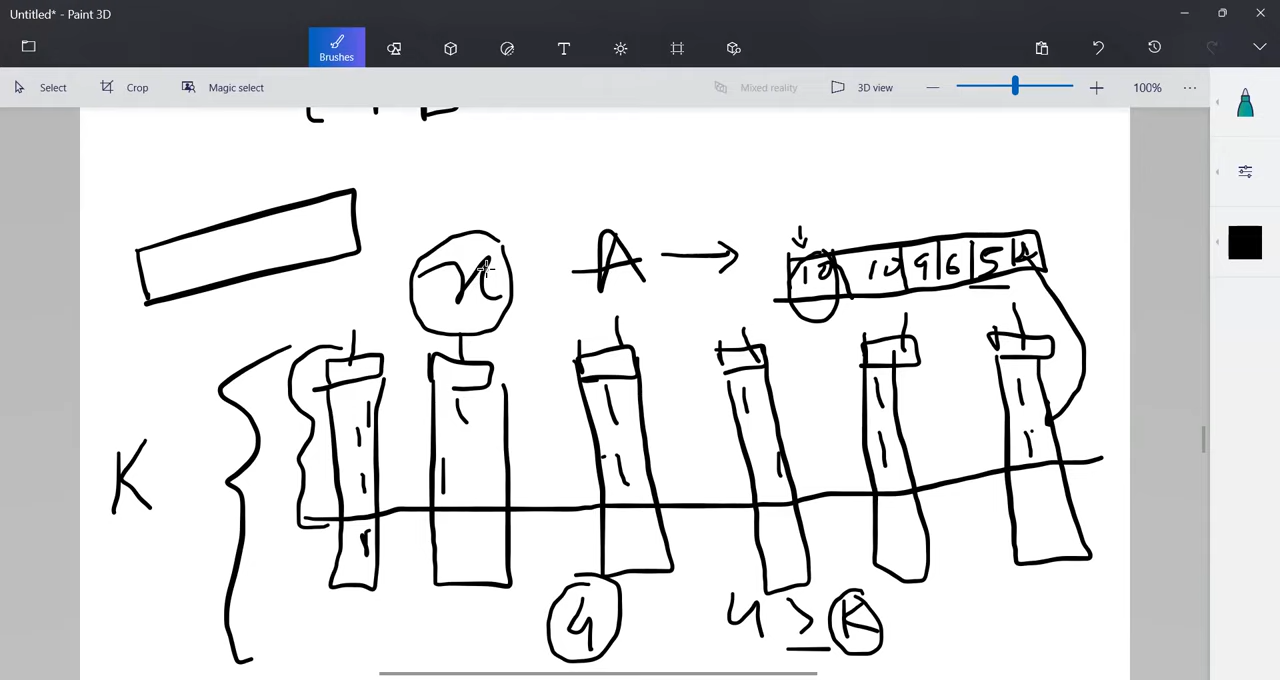 Untitled* - Paint 3D
Brushes
Select Crop Magic select Mixed reality 3D view 100%
n A → 10 10 9 6 5 4
K
4 4 ≥ K